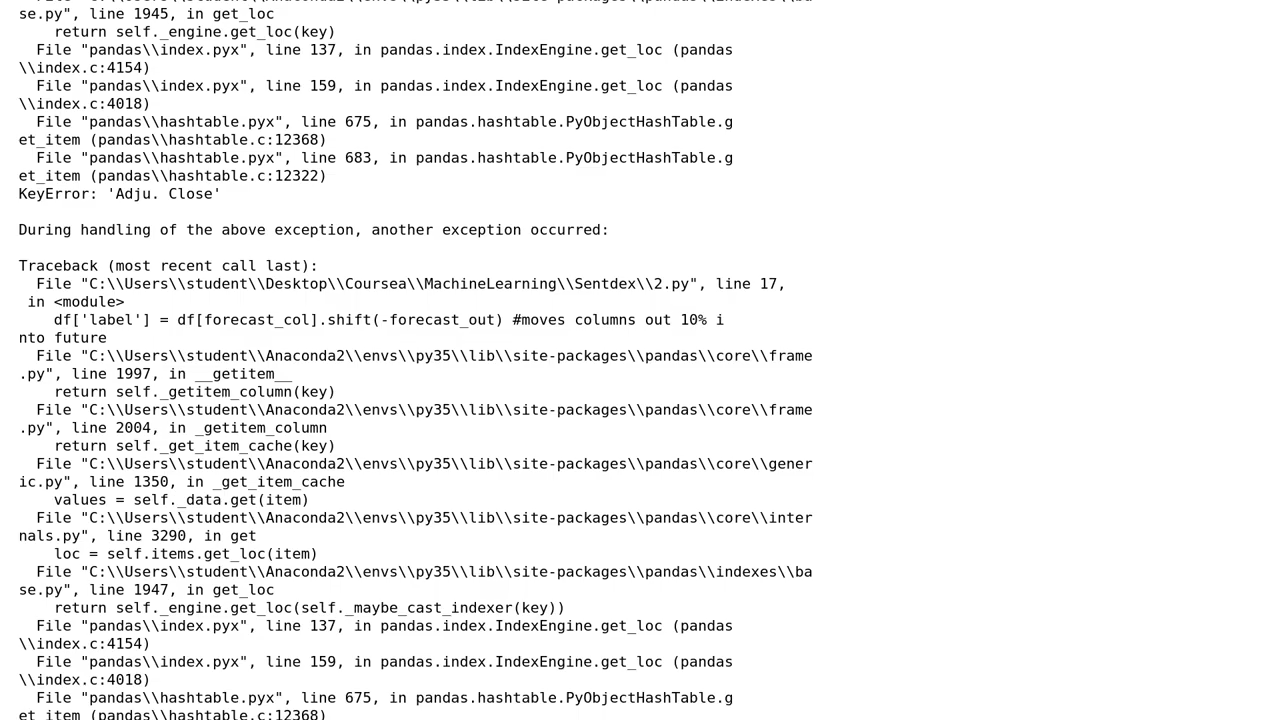 se.py", line 1945, in get_loc
    return self._engine.get_loc(key)
  File "pandas\\index.pyx", line 137, in pandas.index.IndexEngine.get_loc (pandas
\\index.c:4154)
  File "pandas\\index.pyx", line 159, in pandas.index.IndexEngine.get_loc (pandas
\\index.c:4018)
  File "pandas\\hashtable.pyx", line 675, in pandas.hashtable.PyObjectHashTable.g
et_item (pandas\\hashtable.c:12368)
  File "pandas\\hashtable.pyx", line 683, in pandas.hashtable.PyObjectHashTable.g
et_item (pandas\\hashtable.c:12322)
KeyError: 'Adju. Close'

During handling of the above exception, another exception occurred:

Traceback (most recent call last):
  File "C:\\Users\\student\\Desktop\\Coursea\\MachineLearning\\Sentdex\\2.py", line 17,
 in <module>
    df['label'] = df[forecast_col].shift(-forecast_out) #moves columns out 10% i
nto future
  File "C:\\Users\\student\\Anaconda2\\envs\\py35\\lib\\site-packages\\pandas\\core\\frame
.py", line 1997, in __getitem__
    return self._getitem_column(key)
  File "C:\\Users\\student\\Anaconda2\\envs\\py35\\lib\\site-packages\\pandas\\core\\frame
.py", line 2004, in _getitem_column
    return self._get_item_cache(key)
  File "C:\\Users\\student\\Anaconda2\\envs\\py35\\lib\\site-packages\\pandas\\core\\gener
ic.py", line 1350, in _get_item_cache
    values = self._data.get(item)
  File "C:\\Users\\student\\Anaconda2\\envs\\py35\\lib\\site-packages\\pandas\\core\\inter
nals.py", line 3290, in get
    loc = self.items.get_loc(item)
  File "C:\\Users\\student\\Anaconda2\\envs\\py35\\lib\\site-packages\\pandas\\indexes\\ba
se.py", line 1947, in get_loc
    return self._engine.get_loc(self._maybe_cast_indexer(key))
  File "pandas\\index.pyx", line 137, in pandas.index.IndexEngine.get_loc (pandas
\\index.c:4154)
  File "pandas\\index.pyx", line 159, in pandas.index.IndexEngine.get_loc (pandas
\\index.c:4018)
  File "pandas\\hashtable.pyx", line 675, in pandas.hashtable.PyObjectHashTable.g
et_item (pandas\\hashtable.c:12368)